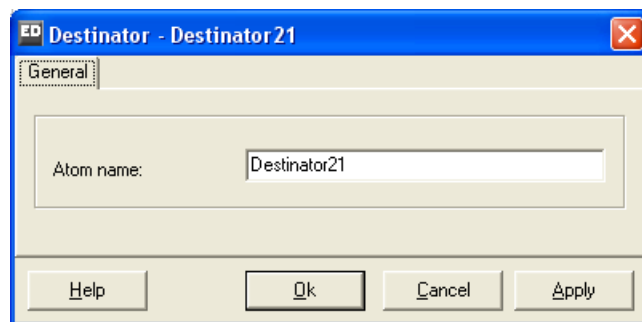 ED Destinator - Destinator21
General
Atom name: Destinator21
Help Ok Cancel Apply